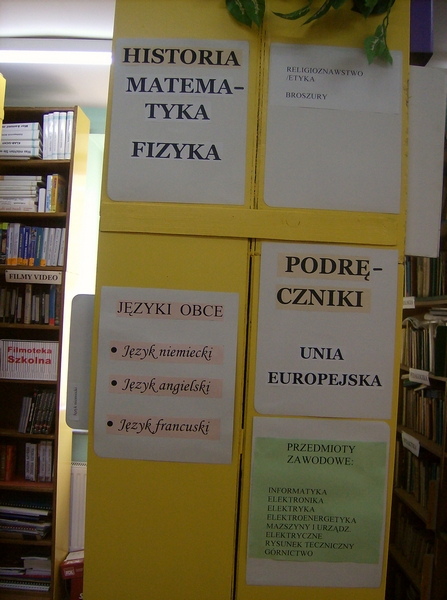 HISTORIA
MATEMA-
TYKA
FIZYKA
RELIGIOZNAWSTWO
/ETYKA
BROSZURY
FILMY VIDEO
Filmoteka
Szkolna
JĘZYKI OBCE
• Język niemiecki
• Język angielski
• Język francuski
PODRĘ-
CZNIKI
UNIA
EUROPEJSKA
PRZEDMIOTY
ZAWODOWE:
INFORMATYKA
ELEKTRONIKA
ELEKTRYKA
ELEKTROENERGETYKA
MASZYNY I URZĄDZ
ELEKTRYCZNE
RYSUNEK TECZNICZNY
GÓRNICTWO